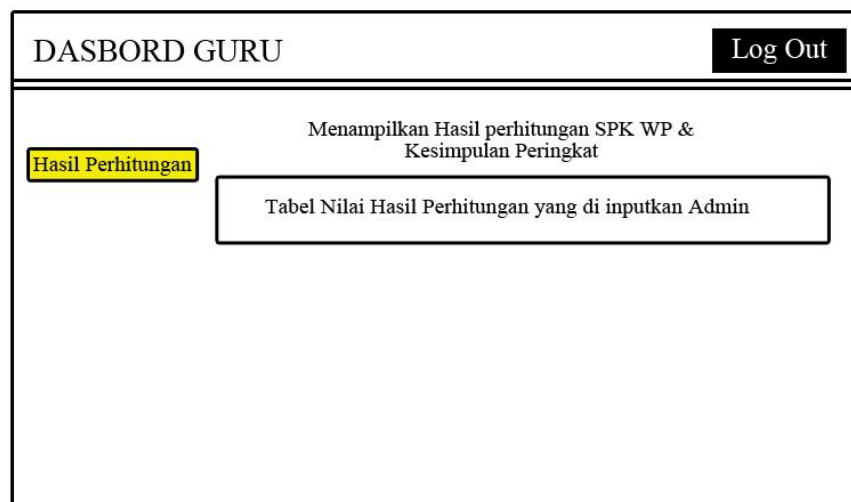 DASBORD GURU
Log Out
Menampilkan Hasil perhitungan SPK WP &
Kesimpulan Peringkat
Hasil Perhitungan
Tabel Nilai Hasil Perhitungan yang di inputkan Admin